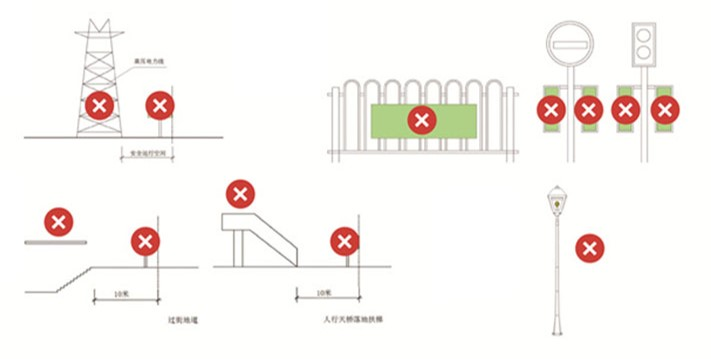 高压电力线
安全运行空间
10米
过街地道
10米
人行天桥落地扶梯